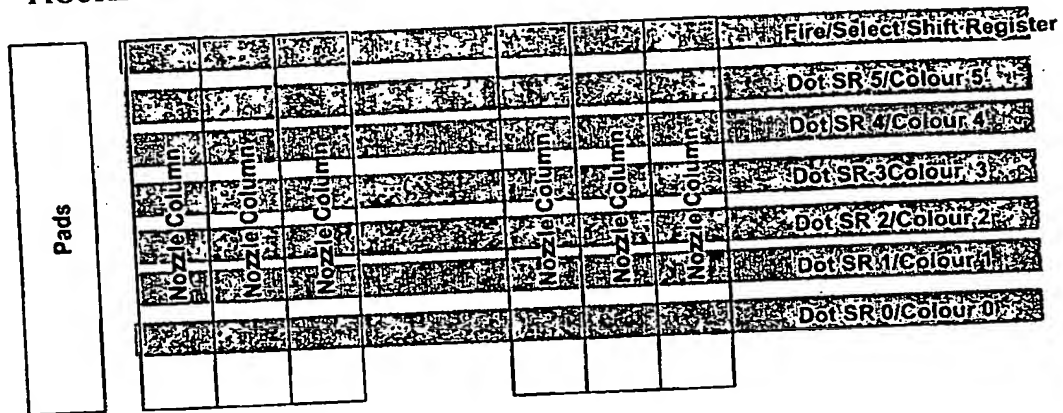 Fire/Select Shift Register
Dot SR 5/Colour 5
Dot SR 4/Colour 4
Dot SR 3Colour 3
Dot SR 2/Colour 2
Dot SR 1/Colour 1
Dot SR 0/Colour 0
Pads
Nozzle Column
Nozzle Column
Nozzle Column
Nozzle Column
Nozzle Column
Nozzle Column